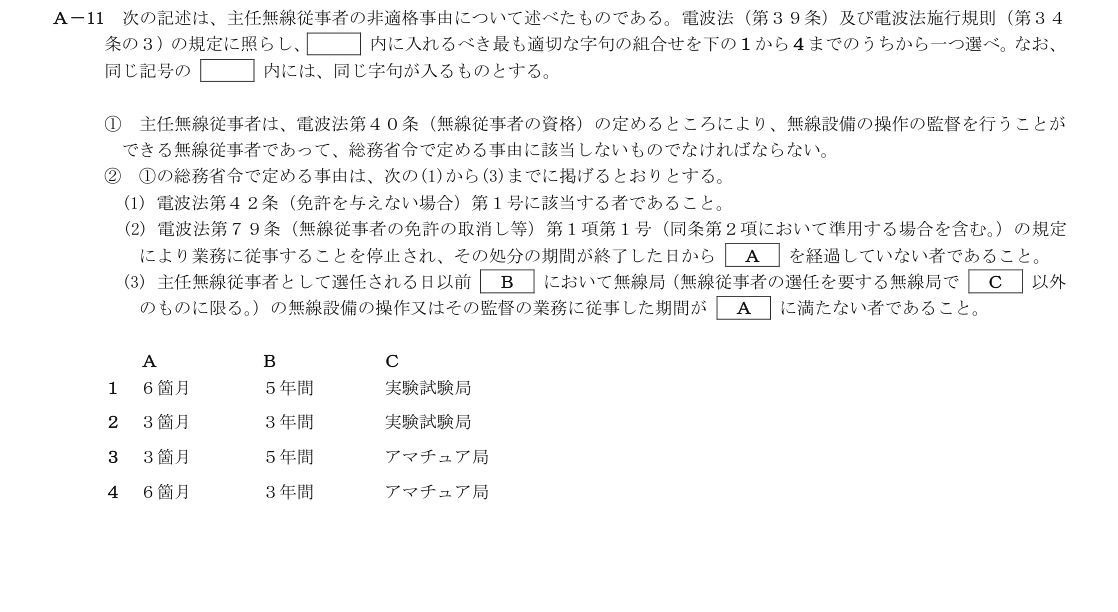 A－11　次の記述は、主任無線従事者の非適格事由について述べたものである。電波法（第３９条）及び電波法施行規則（第３４
条の３）の規定に照らし、 内に入れるべき最も適切な字句の組合せを下の1から4までのうちから一つ選べ。なお、
同じ記号の 内には、同じ字句が入るものとする。
①　主任無線従事者は、電波法第４０条（無線従事者の資格）の定めるところにより、無線設備の操作の監督を行うことが
できる無線従事者であって、総務省令で定める事由に該当しないものでなければならない。
②　①の総務省令で定める事由は、次の(1)から(3)までに掲げるとおりとする。
(1) 電波法第４２条（免許を与えない場合）第１号に該当する者であること。
(2) 電波法第７９条（無線従事者の免許の取消し等）第１項第１号（同条第２項において準用する場合を含む。）の規定
により業務に従事することを停止され、その処分の期間が終了した日から A を経過していない者であること。
(3) 主任無線従事者として選任される日以前 B において無線局（無線従事者の選任を要する無線局で C 以外
のものに限る。）の無線設備の操作又はその監督の業務に従事した期間が A に満たない者であること。
A B C
1 ６箇月 ５年間 実験試験局
2 ３箇月 ３年間 実験試験局
3 ３箇月 ５年間 アマチュア局
4 ６箇月 ３年間 アマチュア局